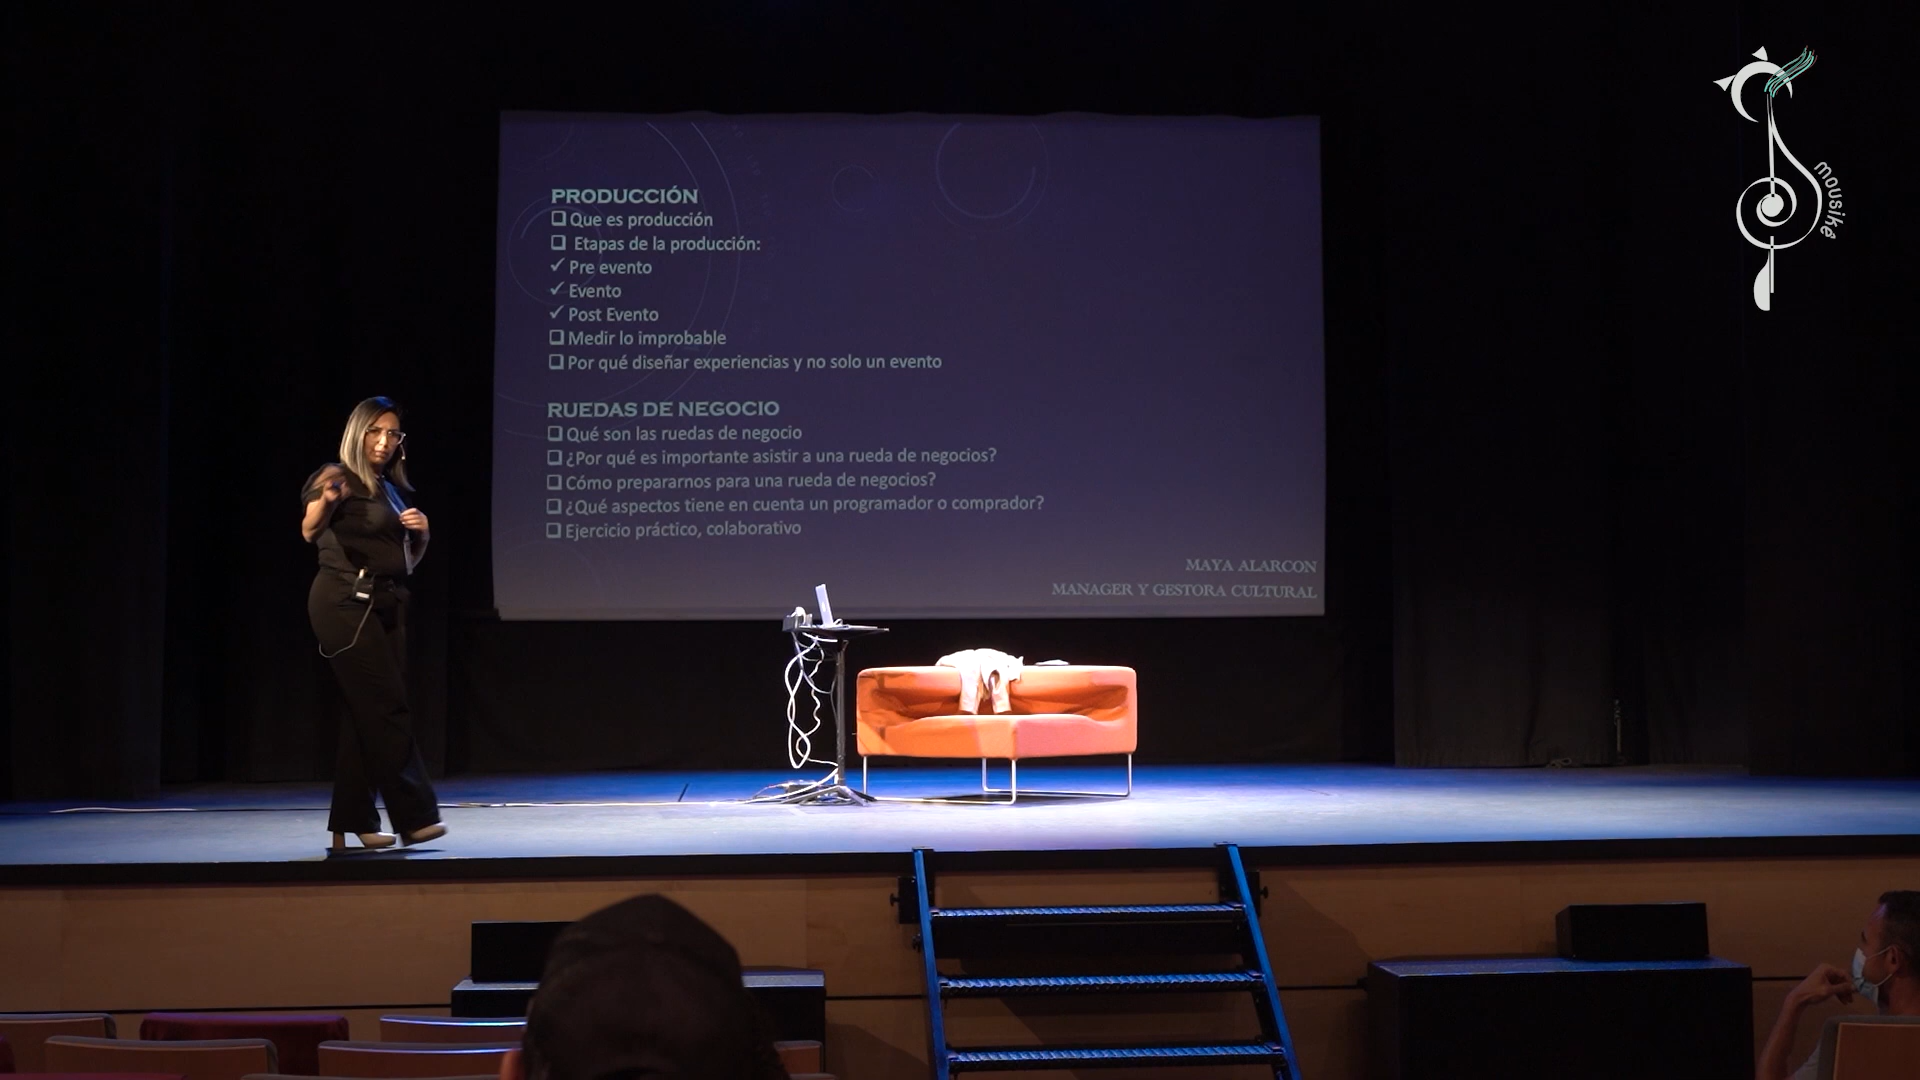 PRODUCCIÓN
❑ Que es producción
❑ Etapas de la producción:
✓ Pre evento
✓ Evento
✓ Post Evento
❑ Medir lo improbable
❑ Por qué diseñar experiencias y no solo un evento
RUEDAS DE NEGOCIO
❑ Qué son las ruedas de negocio
❑ ¿Por qué es importante asistir a una rueda de negocios?
❑ Cómo prepararnos para una rueda de negocios?
❑ ¿Qué aspectos tiene en cuenta un programador o comprador?
❑ Ejercicio práctico, colaborativo
MAYA ALARCON
MANAGER Y GESTORA CULTURAL
mousikê